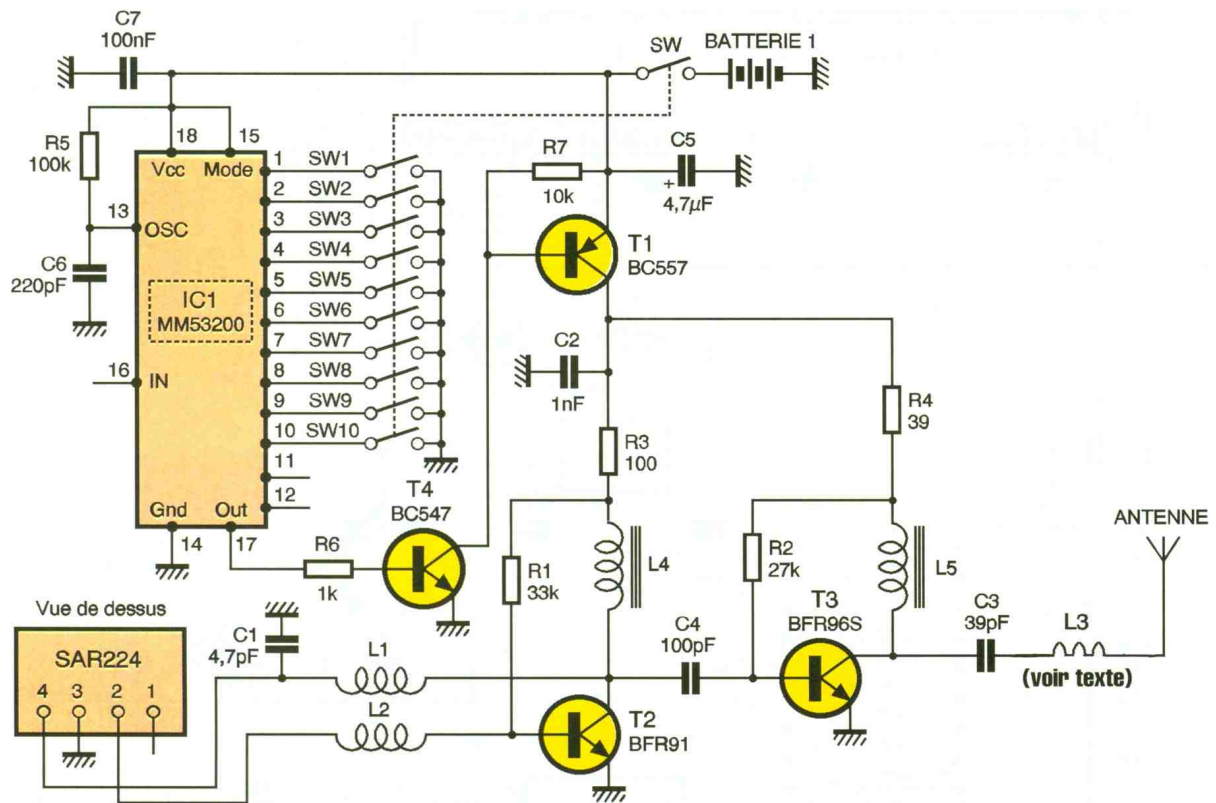 C7
100nF
SW
BATTERIE 1
R5
100k
18
15
Vcc
Mode
1
SW1
2
SW2
3
SW3
4
SW4
5
SW5
6
SW6
7
SW7
8
SW8
9
SW9
10
SW10
11
12
13
OSC
C6
220pF
IC1
MM53200
16
IN
Gnd
Out
14
17
R7
10k
C5
+
4,7µF
T1
BC557
C2
1nF
R4
39
R3
100
T4
BC547
R6
1k
R1
33k
L4
R2
27k
L5
ANTENNE
Vue de dessus
SAR224
4 3 2 1
C1
4,7pF
L1
L2
C4
100pF
T3
BFR96S
C3
39pF
L3
(voir texte)
T2
BFR91